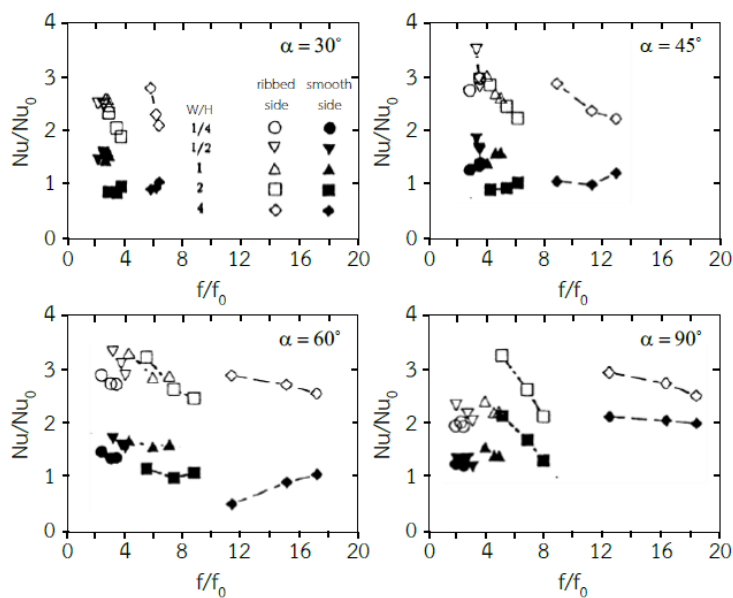 4 3 2 1 0
Nu/Nu0
α = 30°
ribbed smooth
W/H side side
1/4
1/2
1
2
4
0 4 8 12 16 20
f/f0
4 3 2 1 0
Nu/Nu0
α = 45°
0 4 8 12 16 20
f/f0
4 3 2 1 0
Nu/Nu0
α = 60°
0 4 8 12 16 20
f/f0
4 3 2 1 0
Nu/Nu0
α = 90°
0 4 8 12 16 20
f/f0